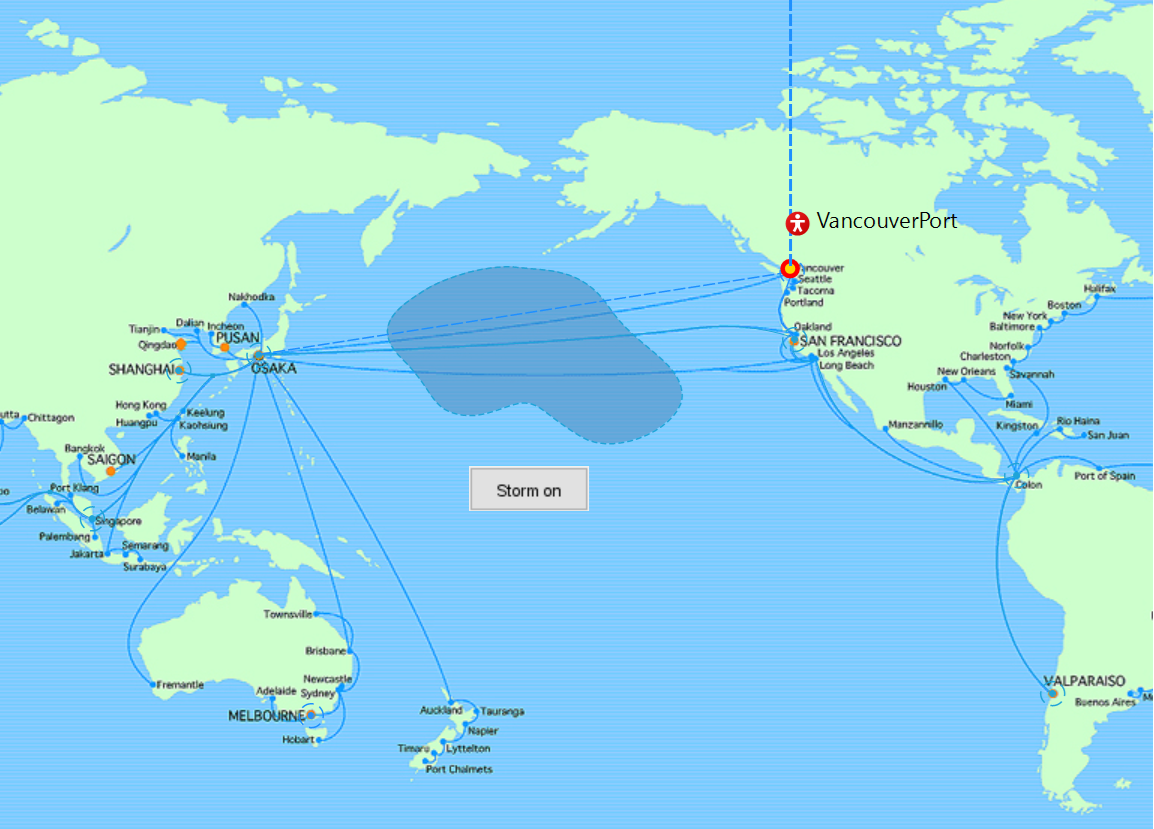 VancouverPort
ncouver
Seattle
Tacoma
Portland
Halifax
Boston
New York
Baltimore
Norfolk
Charleston
Savannah
New Orleans
Houston
Miami
Kingston
Rio Haina
San Juan
Port of Spain
Colon
Manzanillo
Oakland
SAN FRANCISCO
Los Angeles
Long Beach
Nakhodka
Tianjin
Dalian
Incheon
Qingdao
PUSAN
SHANGHAI
OSAKA
Hong Kong
Huangpu
Keelung
Kaohsiung
utta
Chittagon
Bangkok
SAIGON
Manila
Storm on
bo
Port Klang
Belawan
Singapore
Palembang
Jakarta
Semarang
Surabaya
Townsville
Brisbane
Fremantle
Newcastle
Adelaide
Sydney
MELBOURNE
Hobart
Auckland
Tauranga
Napier
Timaru
Lyttelton
Port Chalmets
VALPARAISO
Buenos Aires